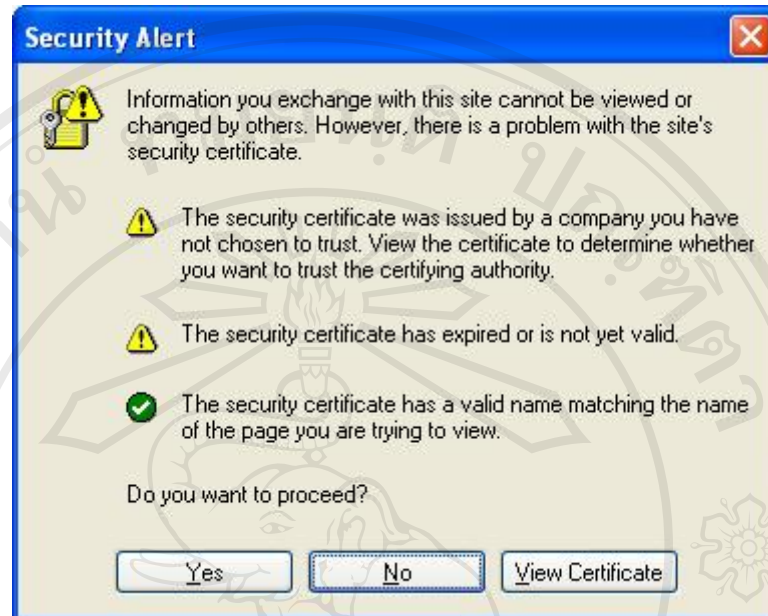 Security Alert
Information you exchange with this site cannot be viewed or
changed by others. However, there is a problem with the site's
security certificate.
The security certificate was issued by a company you have
not chosen to trust. View the certificate to determine whether
you want to trust the certifying authority.
The security certificate has expired or is not yet valid.
The security certificate has a valid name matching the name
of the page you are trying to view.
Do you want to proceed?
Yes
No
View Certificate